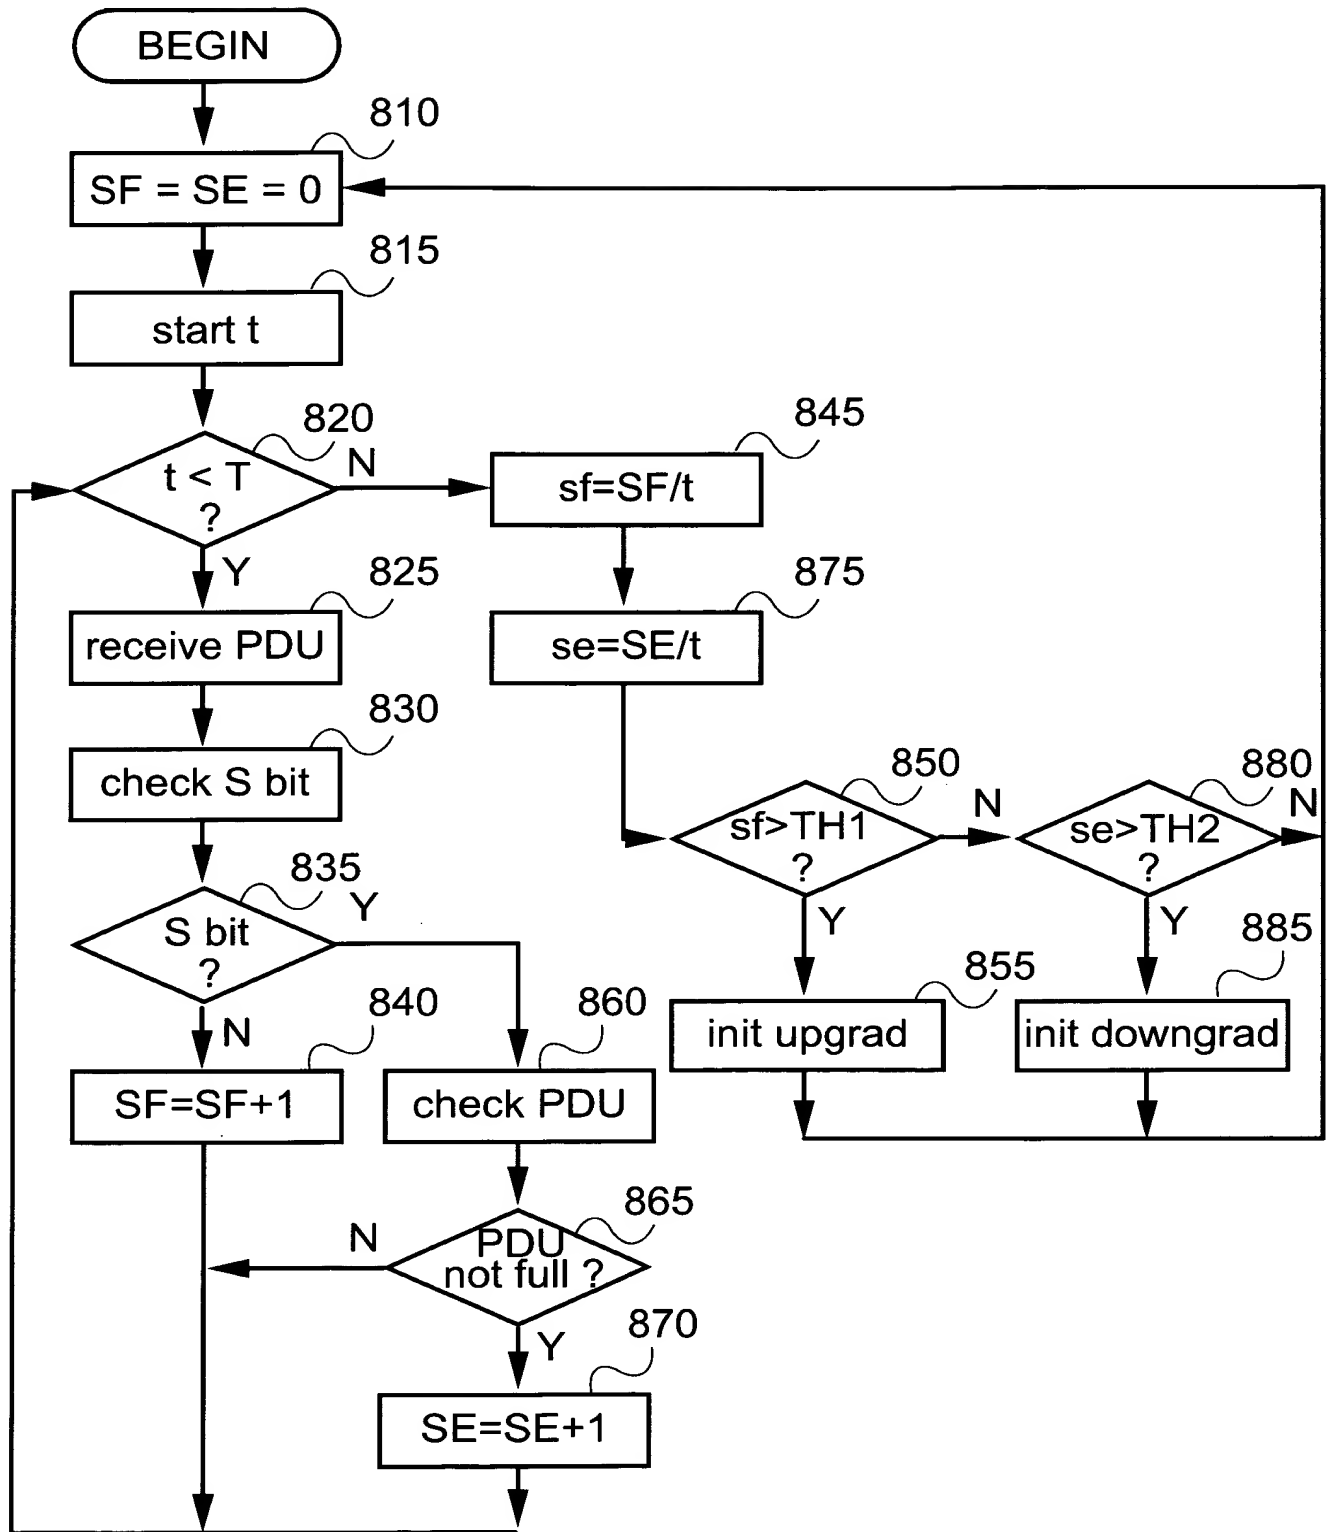 BEGIN
810
SF = SE = 0
815
start t
820
t < T
?
N
Y
845
sf=SF/t
825
receive PDU
875
se=SE/t
830
check S bit
850
sf>TH1
?
N
Y
880
se>TH2
?
N
Y
835
S bit
?
Y
N
840
SF=SF+1
860
check PDU
855
init upgrad
885
init downgrad
865
PDU
not full ?
N
Y
870
SE=SE+1